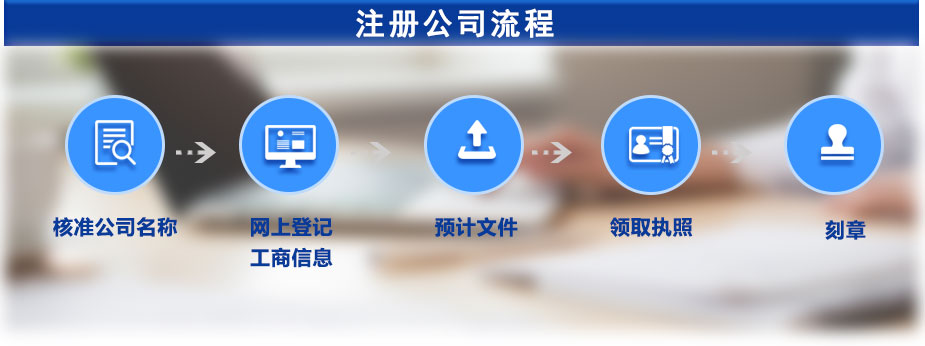 注册公司流程
核准公司名称
网上登记
工商信息
预计文件
领取执照
刻章